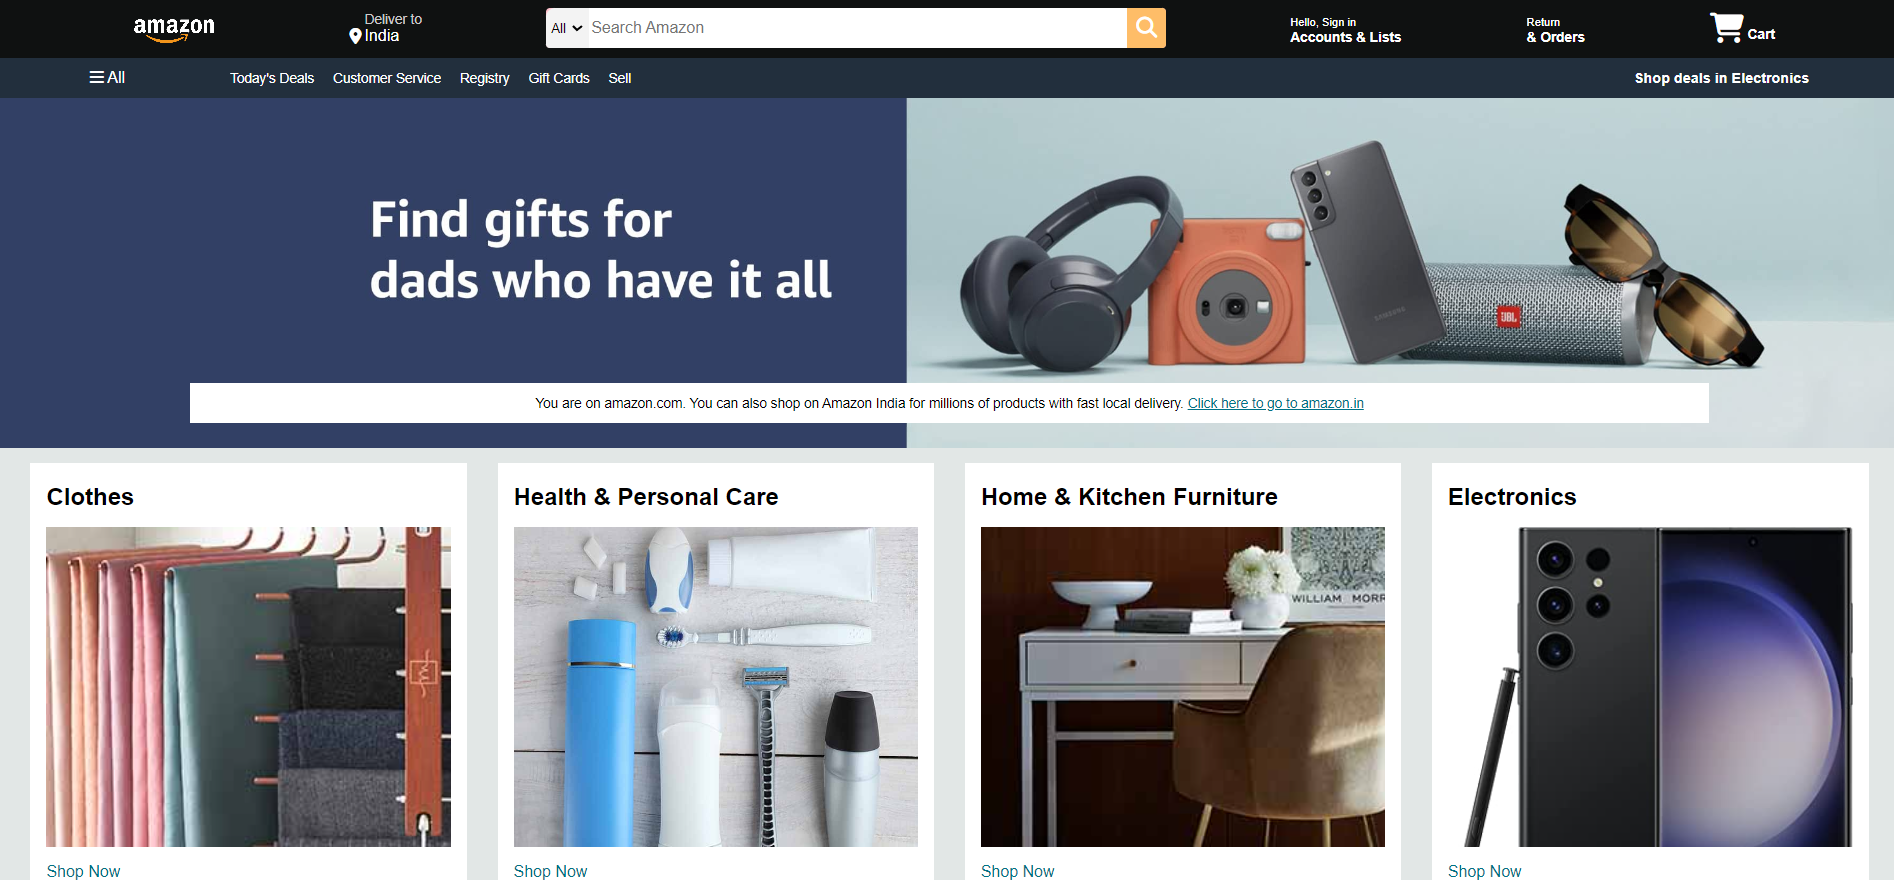 amazon
Deliver to
India
All
Search Amazon
Hello, Sign in
Accounts & Lists
Return
& Orders
Cart
All
Today's Deals
Customer Service
Registry
Gift Cards
Sell
Shop deals in Electronics
Find gifts for
dads who have it all
SAMSUNG
JBL
You are on amazon.com. You can also shop on Amazon India for millions of products with fast local delivery. Click here to go to amazon.in
Clothes
Health & Personal Care
Home & Kitchen Furniture
Electronics
WILLIAM MORR
Shop Now
Shop Now
Shop Now
Shop Now